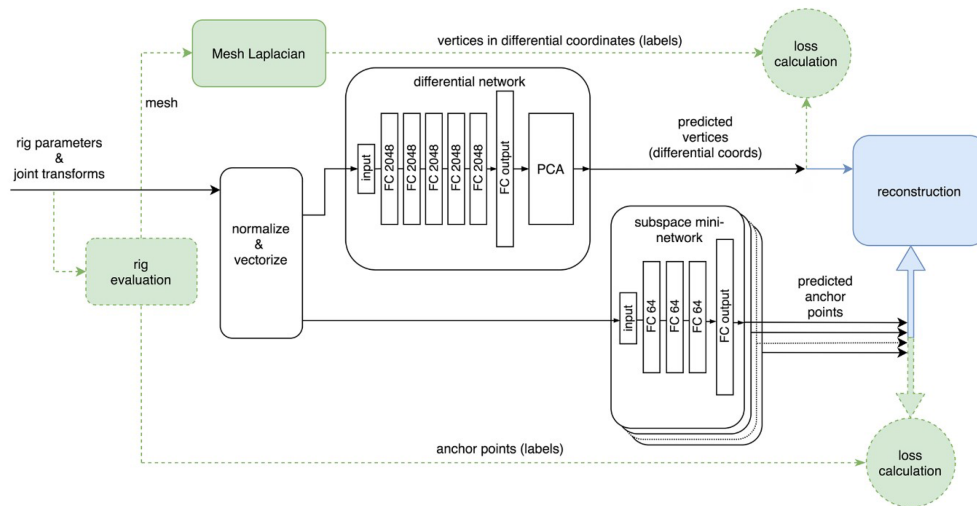 Mesh Laplacian
vertices in differential coordinates (labels)
loss
calculation
mesh
differential network
input
FC 2048
FC 2048
FC 2048
FC 2048
FC 2048
FC output
PCA
predicted
vertices
(differential coords)
reconstruction
rig parameters
&
joint transforms
normalize
&
vectorize
rig
evaluation
subspace mini-
network
input
FC 64
FC 64
FC 64
FC output
predicted
anchor
points
anchor points (labels)
loss
calculation